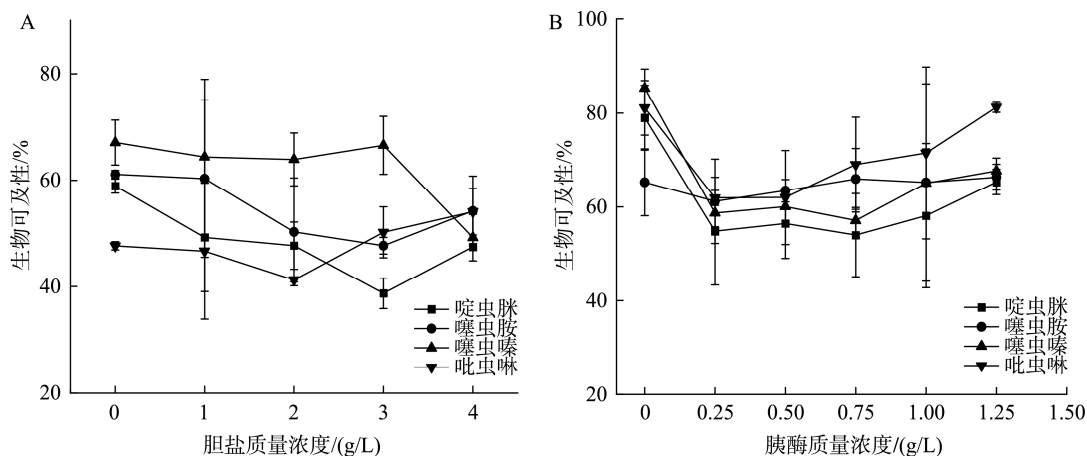 A
80
60
40
20
生物可及性/%
0 1 2 3 4
胆盐质量浓度/(g/L)
啶虫脒
噻虫胺
噻虫嗪
吡虫啉
B
100
80
60
40
20
生物可及性/%
0 0.25 0.50 0.75 1.00 1.25 1.50
胰酶质量浓度/(g/L)
啶虫脒
噻虫胺
噻虫嗪
吡虫啉